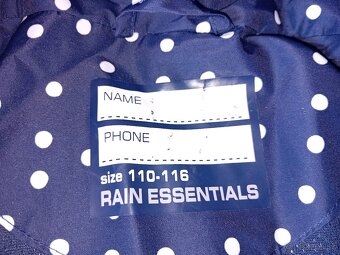 NAME
PHONE
size 110-116
RAIN ESSENTIALS